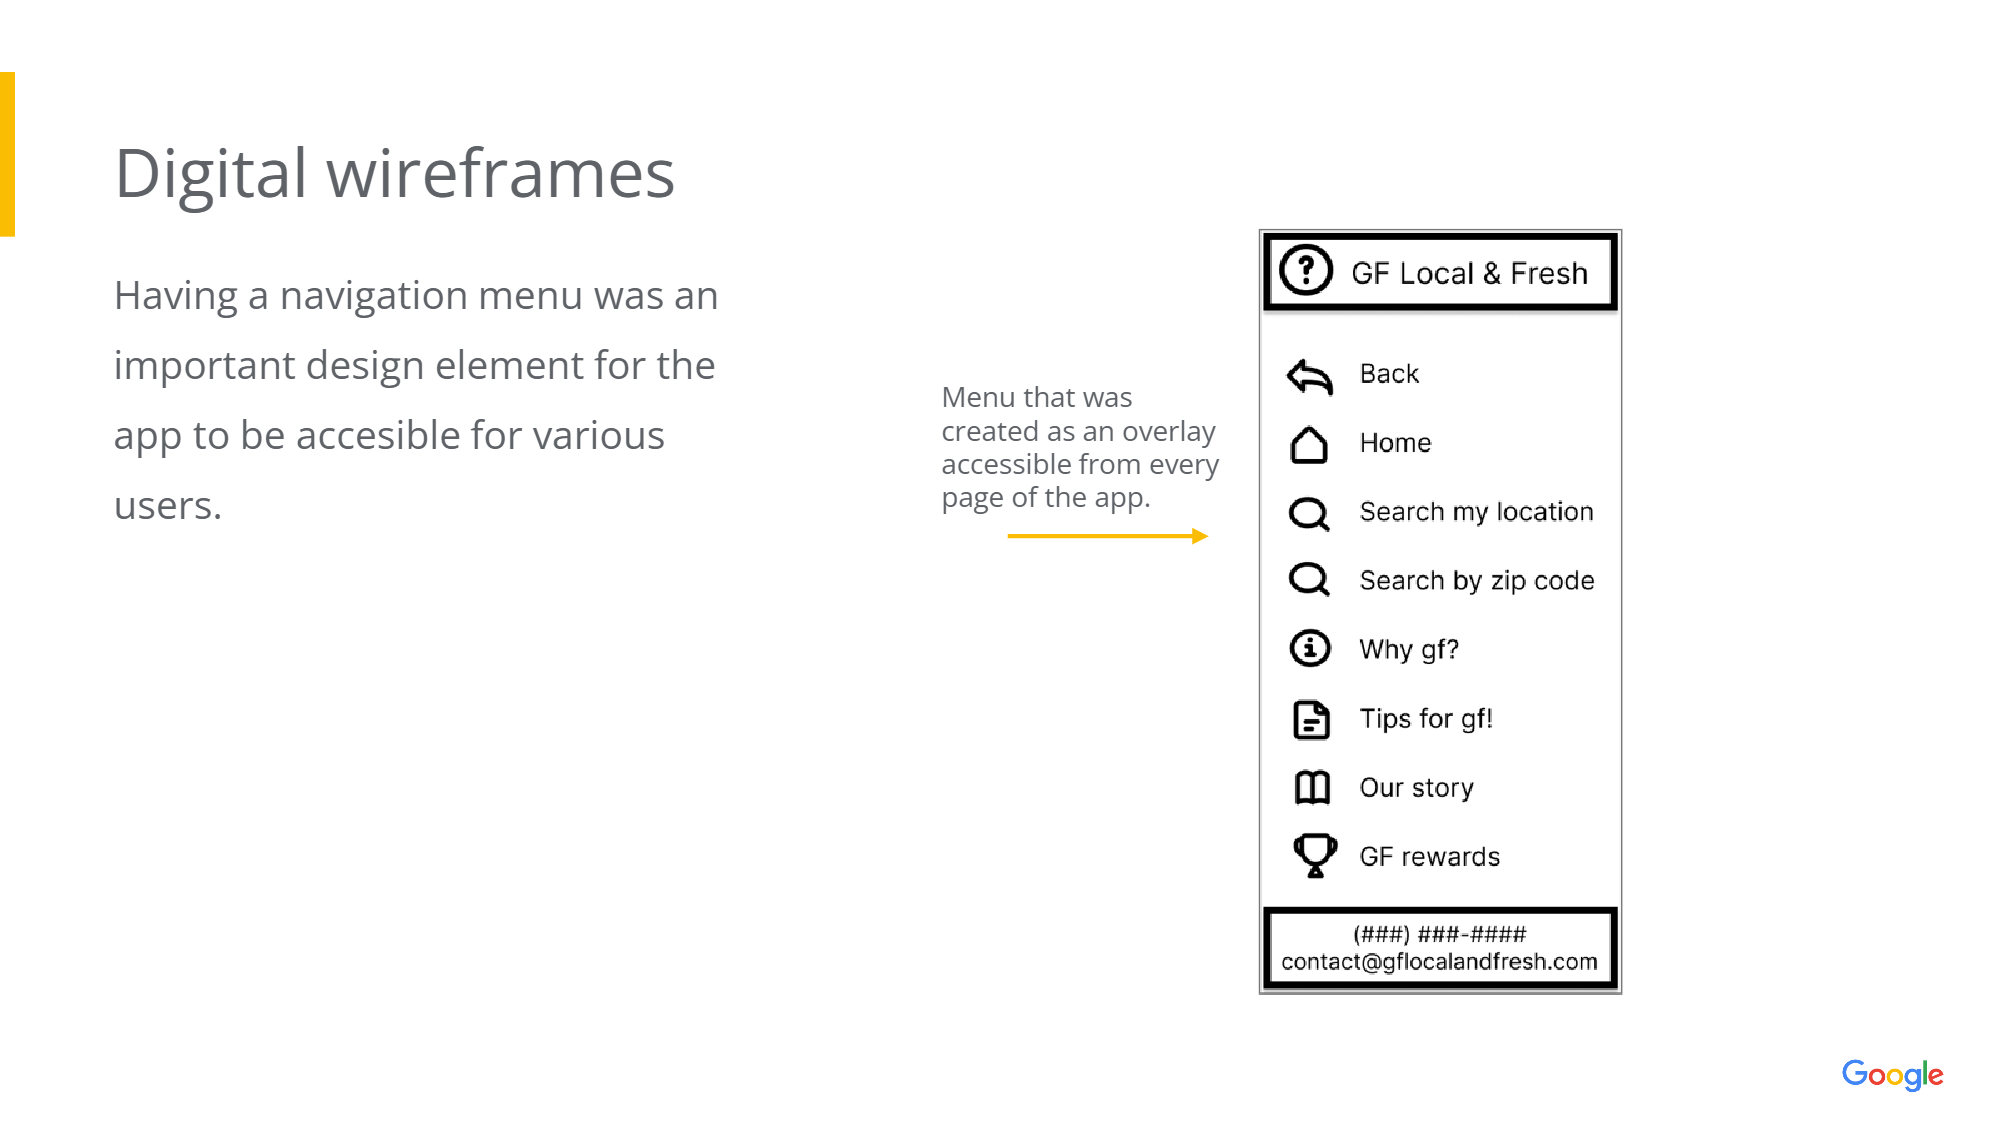 Digital wireframes
Having a navigation menu was an
important design element for the
app to be accesible for various
users.
Menu that was
created as an overlay
accessible from every
page of the app.
GF Local & Fresh
Back
Home
Search my location
Search by zip code
Why gf?
Tips for gf!
Our story
GF rewards
(###) ###-####
contact@gflocalandfresh.com
Google